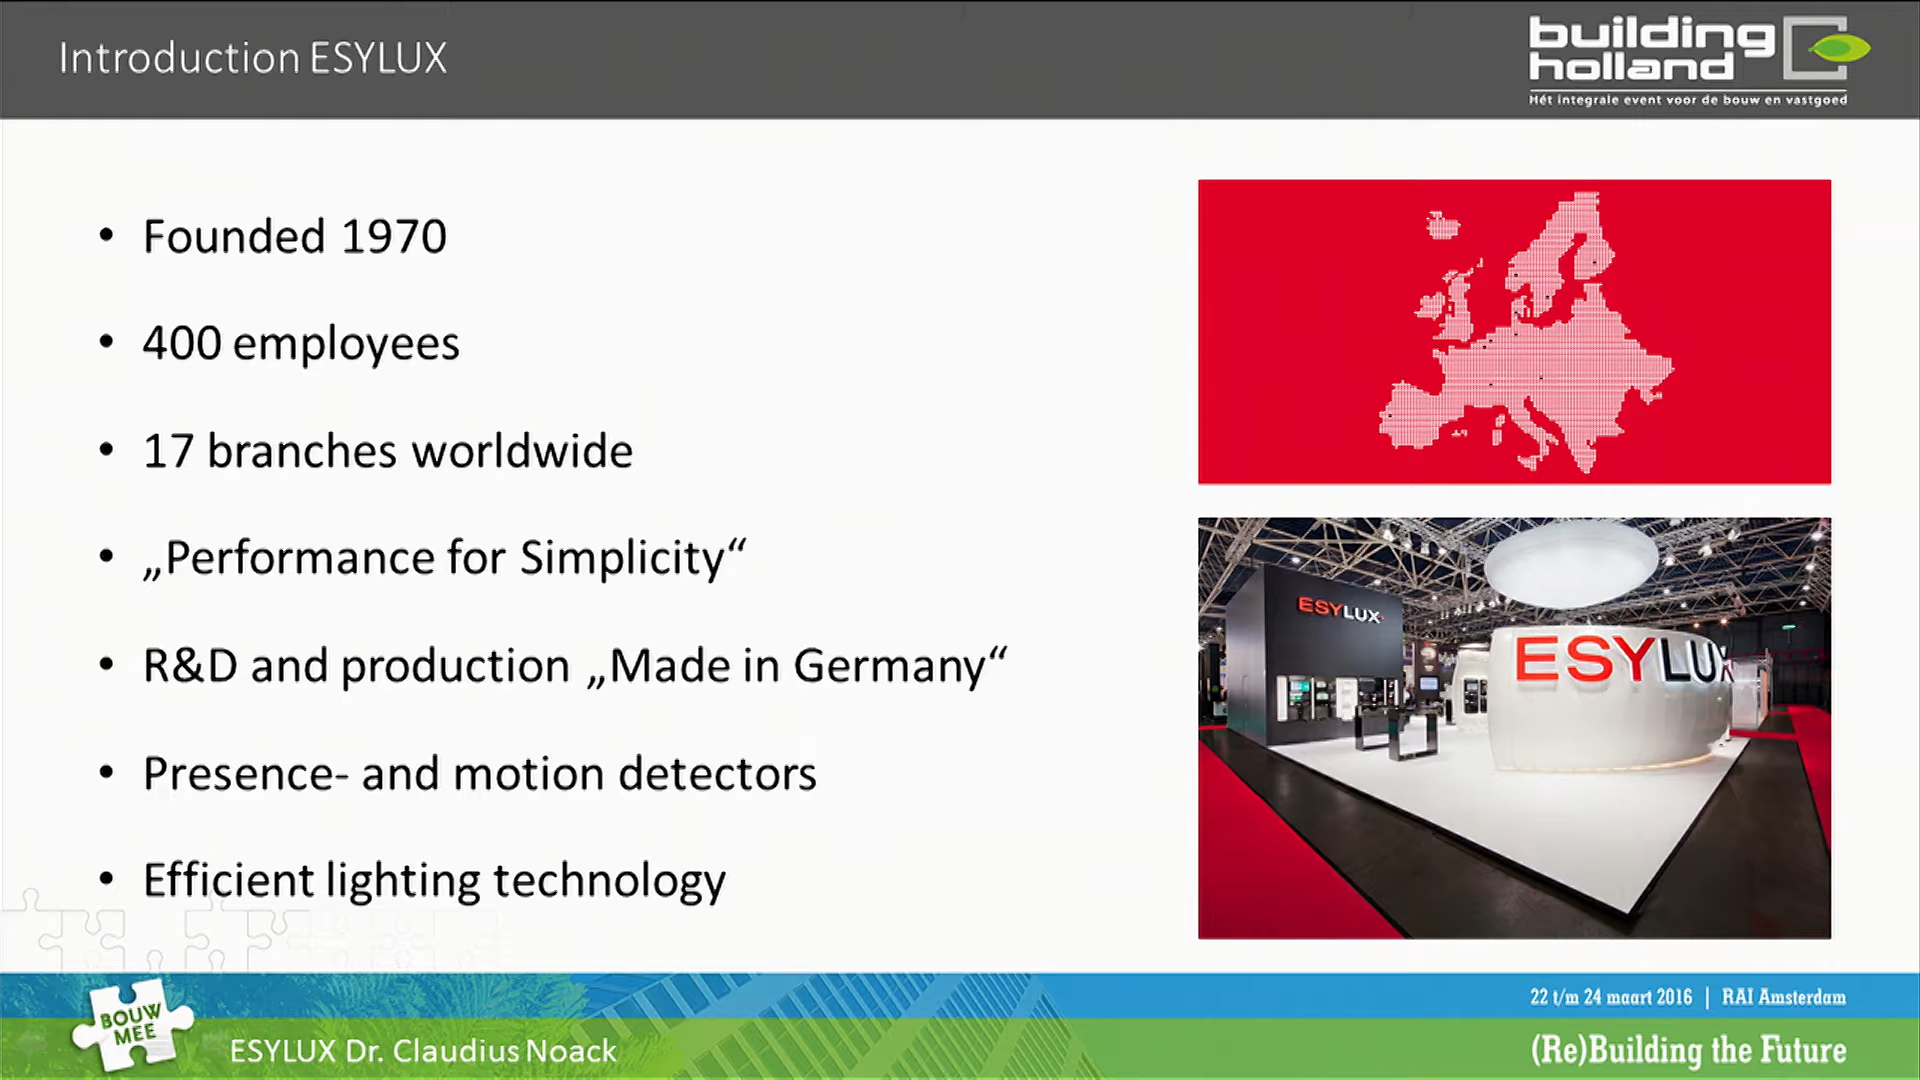 Introduction ESYLUX
building
holland
Hét integrale event voor de bouw en vastgoed
• Founded 1970
• 400 employees
• 17 branches worldwide
• „Performance for Simplicity“
• R&D and production „Made in Germany“
• Presence- and motion detectors
• Efficient lighting technology
ESYLUX
ESYLUX
BOUW
MEE
ESYLUX Dr. Claudius Noack
22 t/m 24 maart 2016 | RAI Amsterdam
(Re)Building the Future